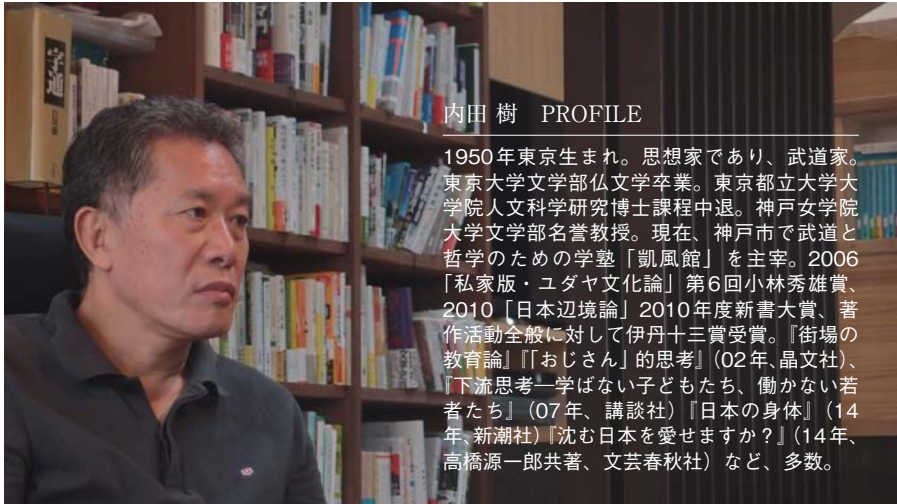 字通
内田 樹　PROFILE
1950年東京生まれ。思想家であり、武道家。
東京大学文学部仏文学卒業。東京都立大学大
学院人文科学研究博士課程中退。神戸女学院
大学文学部名誉教授。現在、神戸市で武道と
哲学のための学塾「凱風館」を主宰。2006
「私家版・ユダヤ文化論」第6回小林秀雄賞、
2010「日本辺境論」2010年度新書大賞、著
作活動全般に対して伊丹十三賞受賞。『街場の
教育論』『「おじさん」的思考』（02年、晶文社）、
『下流思考―学ばない子どもたち、働かない若
者たち』（07年、講談社）『日本の身体』（14
年、新潮社）『沈む日本を愛せますか？』（14年、
高橋源一郎共著、文芸春秋社）など、多数。